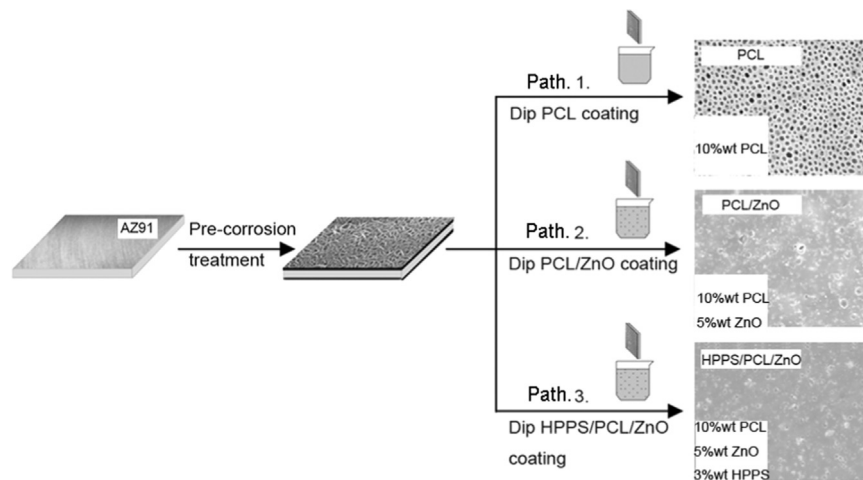 AZ91
Pre-corrosion
treatment
Path. 1.
Dip PCL coating
PCL
10%wt PCL
Path. 2.
Dip PCL/ZnO coating
PCL/ZnO
10%wt PCL
5%wt ZnO
Path. 3.
Dip HPPS/PCL/ZnO
coating
HPPS/PCL/ZnO
10%wt PCL
5%wt ZnO
3%wt HPPS